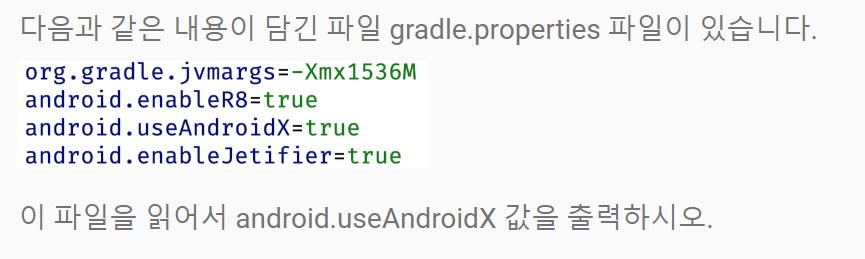 다음과 같은 내용이 담긴 파일 gradle.properties 파일이 있습니다.
org.gradle.jvmargs=-Xmx1536M
android.enableR8=true
android.useAndroidX=true
android.enableJetifier=true
이 파일을 읽어서 android.useAndroidX 값을 출력하시오.